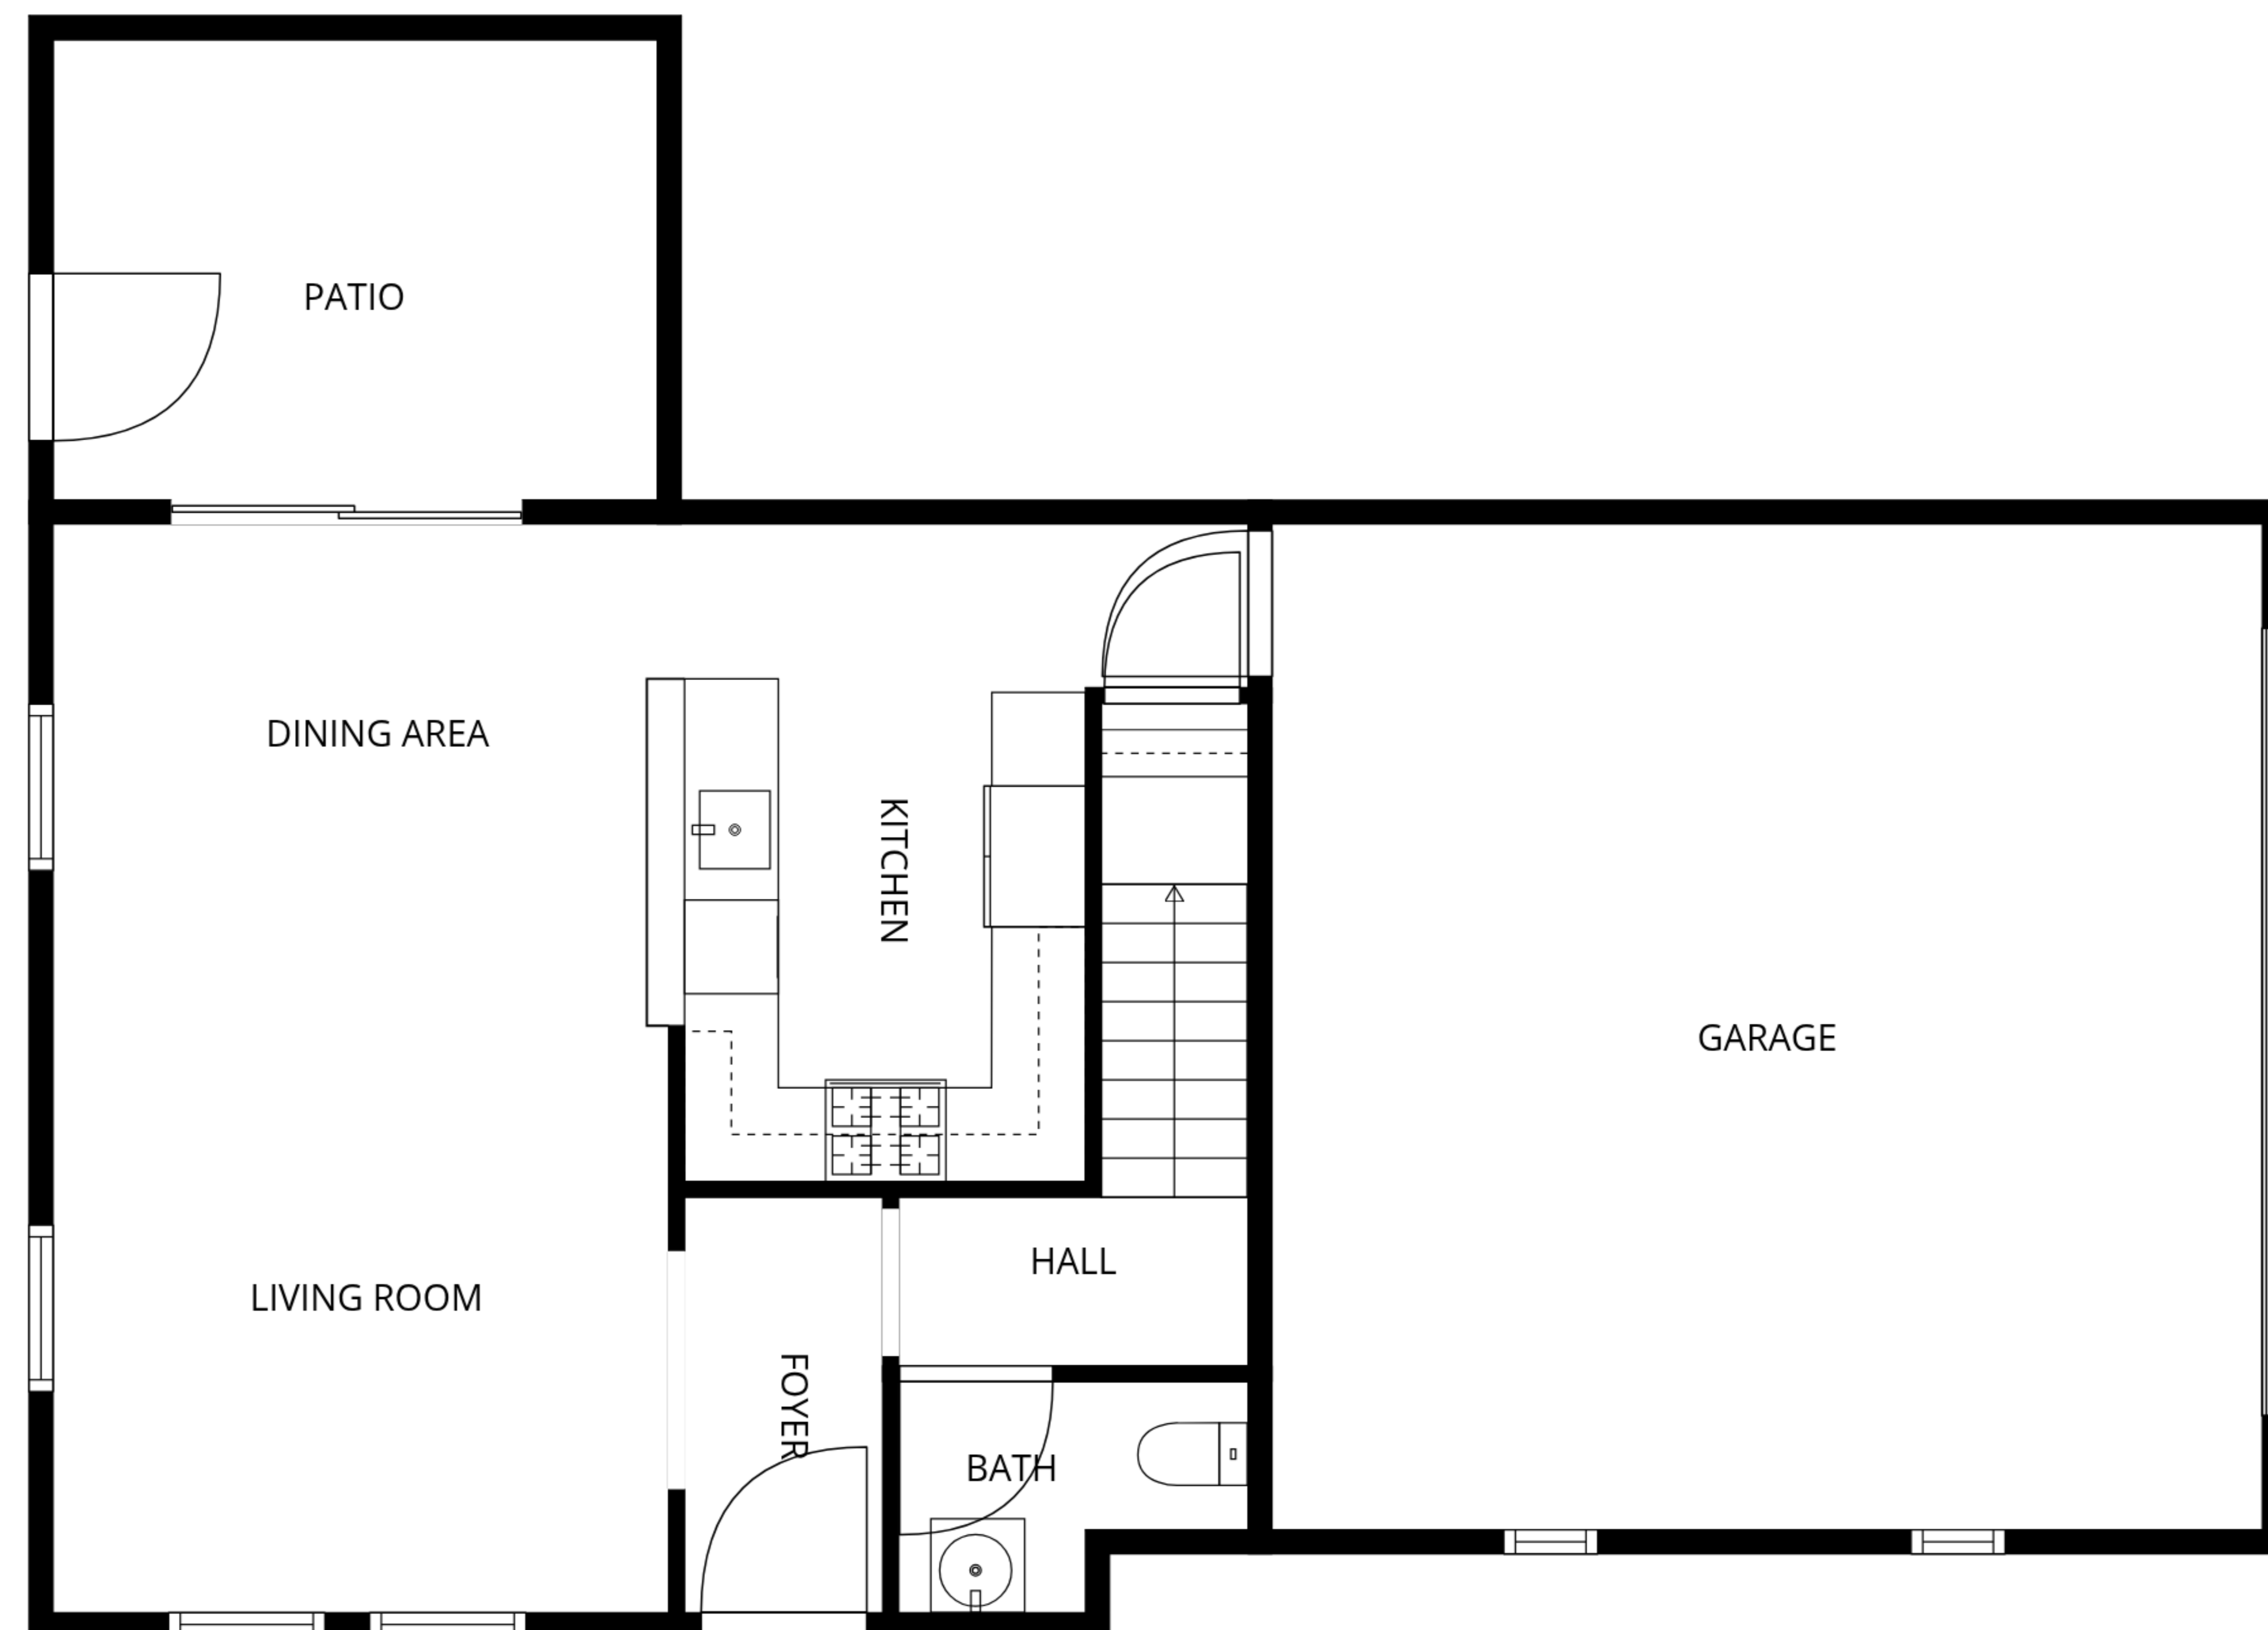 PATIO
DINING AREA
KITCHEN
GARAGE
HALL
LIVING ROOM
FOYER
BATH